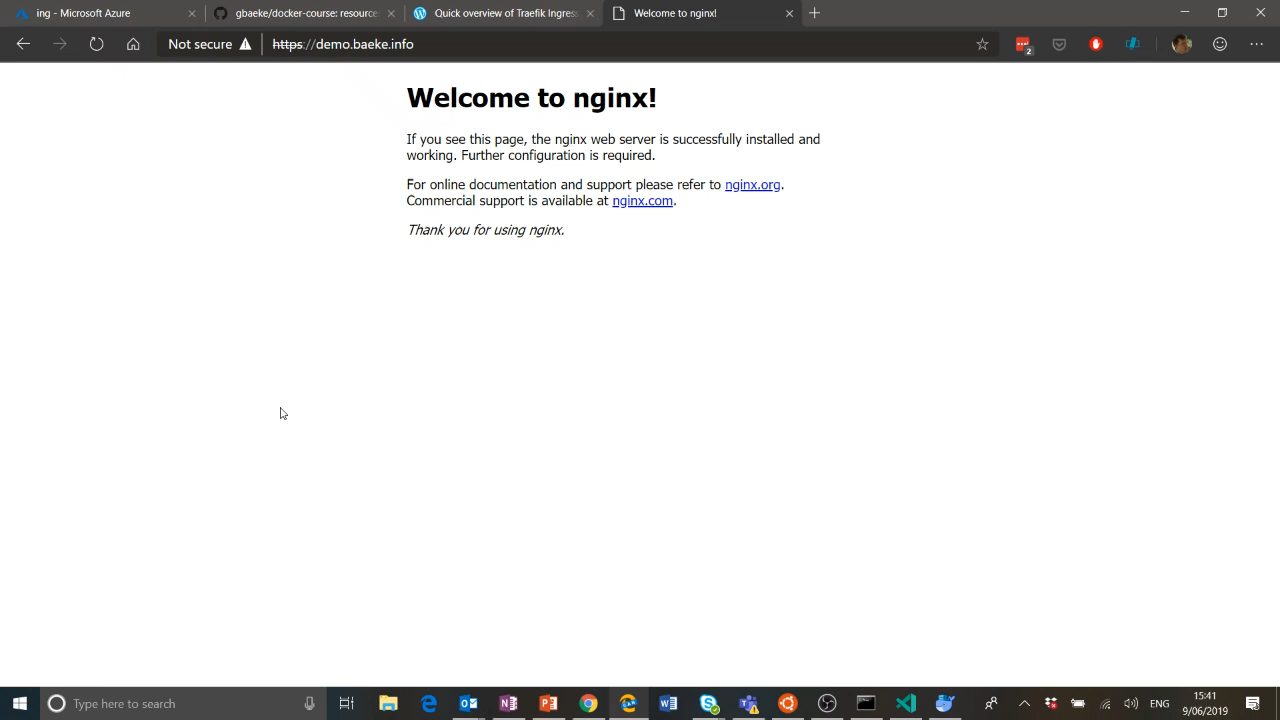 ing - Microsoft Azure
gbaeke/docker-course: resource
Quick overview of Traefik Ingress
Welcome to nginx!
Not secure
https://demo.baeke.info
2
Welcome to nginx!
If you see this page, the nginx web server is successfully installed and
working. Further configuration is required.
For online documentation and support please refer to nginx.org.
Commercial support is available at nginx.com.
Thank you for using nginx.
Type here to search
ENG
15:41
9/06/2019